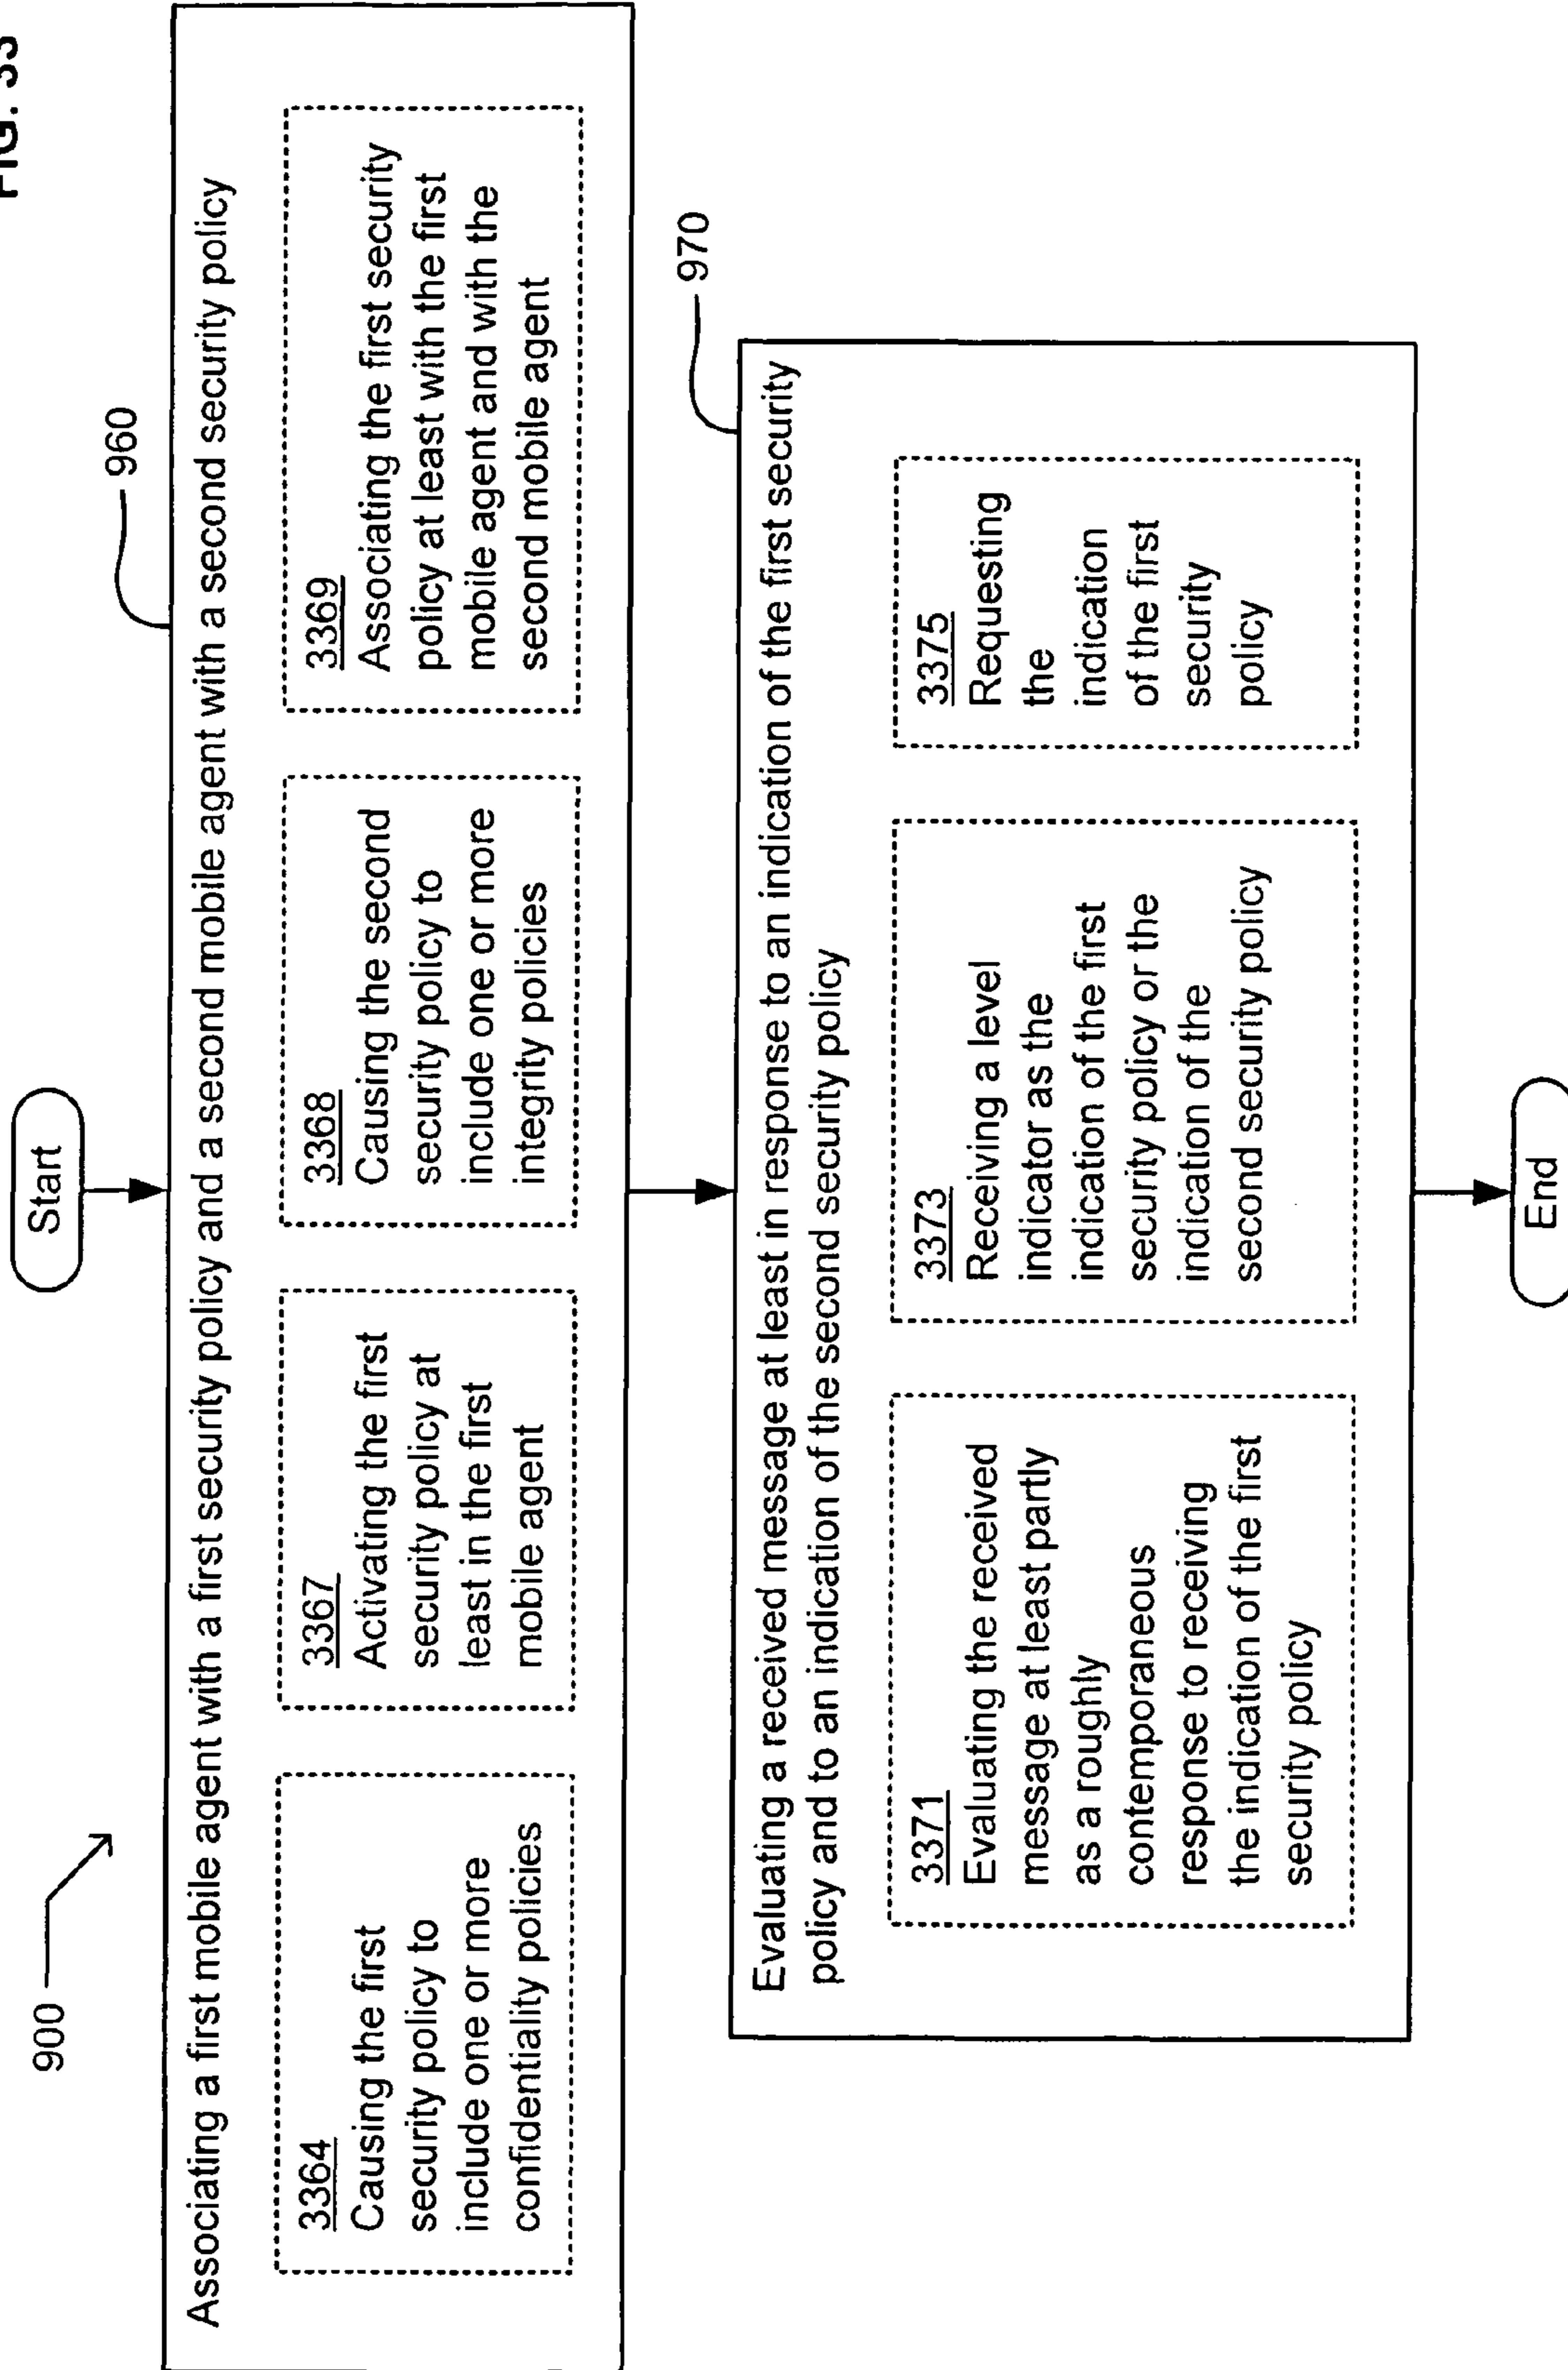 FIG. 33
900
Start
960
Associating a first mobile agent with a first security policy and a second mobile agent with a second security policy
3364
Causing the first
security policy to
include one or more
confidentiality policies
3367
Activating the first
security policy at
least in the first
mobile agent
3368
Causing the second
security policy to
include one or more
integrity policies
3369
Associating the first security
policy at least with the first
mobile agent and with the
second mobile agent
970
Evaluating a received message at least in response to an indication of the first security
policy and to an indication of the second security policy
3371
Evaluating the received
message at least partly
as a roughly
contemporaneous
response to receiving
the indication of the first
security policy
3373
Receiving a level
indicator as the
indication of the first
security policy or the
indication of the
second security policy
3375
Requesting
the
indication
of the first
security
policy
End